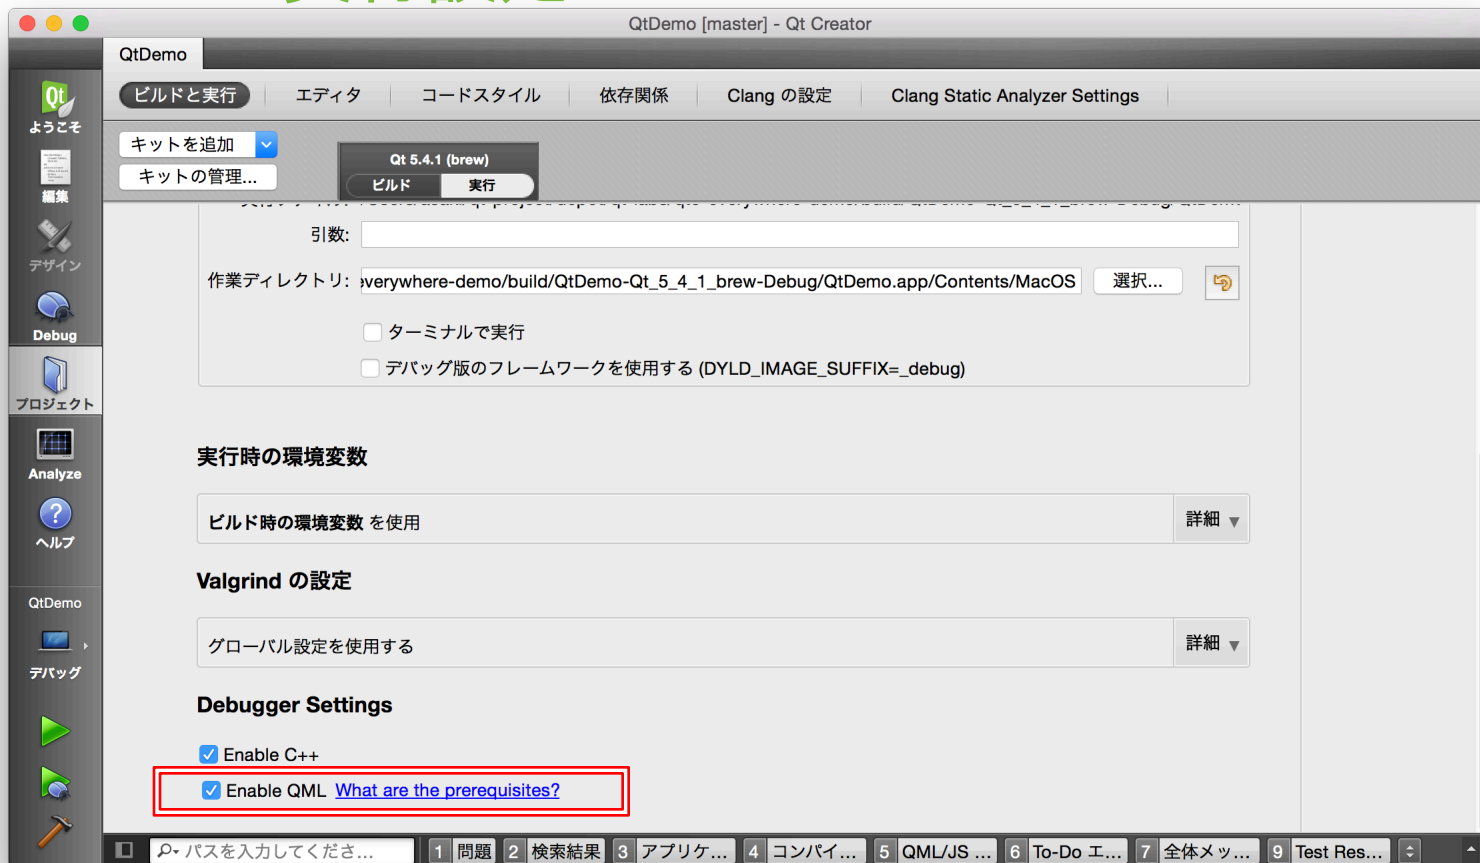 QtDemo [master] - Qt Creator
QtDemo
ビルドと実行
エディタ
コードスタイル
依存関係
Clang の設定
Clang Static Analyzer Settings
Qt
ようこそ
編集
デザイン
Debug
プロジェクト
Analyze
ヘルプ
QtDemo
デバッグ
キットを追加
キットの管理...
Qt 5.4.1 (brew)
ビルド
実行
引数:
作業ディレクトリ:
everywhere-demo/build/QtDemo-Qt_5_4_1_brew-Debug/QtDemo.app/Contents/MacOS
選択...
ターミナルで実行
デバッグ版のフレームワークを使用する (DYLD_IMAGE_SUFFIX=_debug)
実行時の環境変数
ビルド時の環境変数 を使用
詳細
Valgrind の設定
グローバル設定を使用する
詳細
Debugger Settings
Enable C++
Enable QML What are the prerequisites?
パスを入力してくださ...
1 問題
2 検索結果
3 アプリケ...
4 コンパイ...
5 QML/JS ...
6 To-Do エ...
7 全体メッ...
9 Test Res...